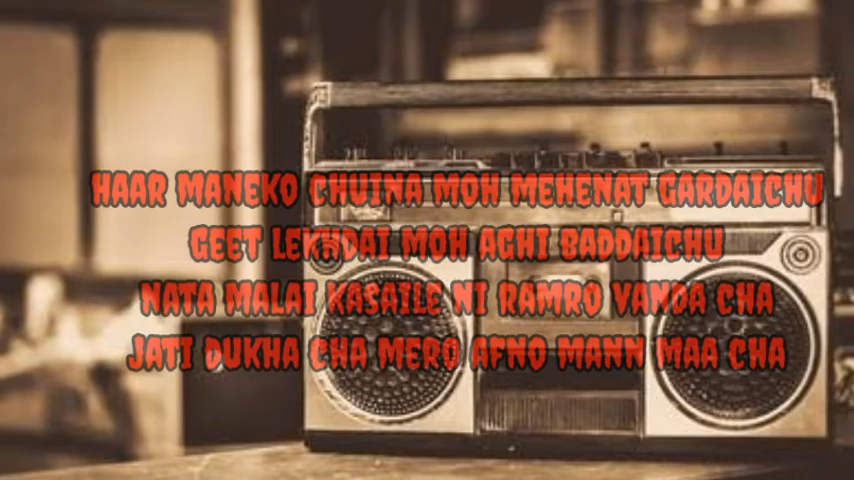 HAAR MANEKO CHUINA MOH MEHENAT GARDAICHU
GEET LEKHDAI MOH AGHI BADDAICHU
NATA MALAI KASAILE NI RAMRO VANDA CHA
JATI DUKHA CHA MERO AFNO MANN MAA CHA